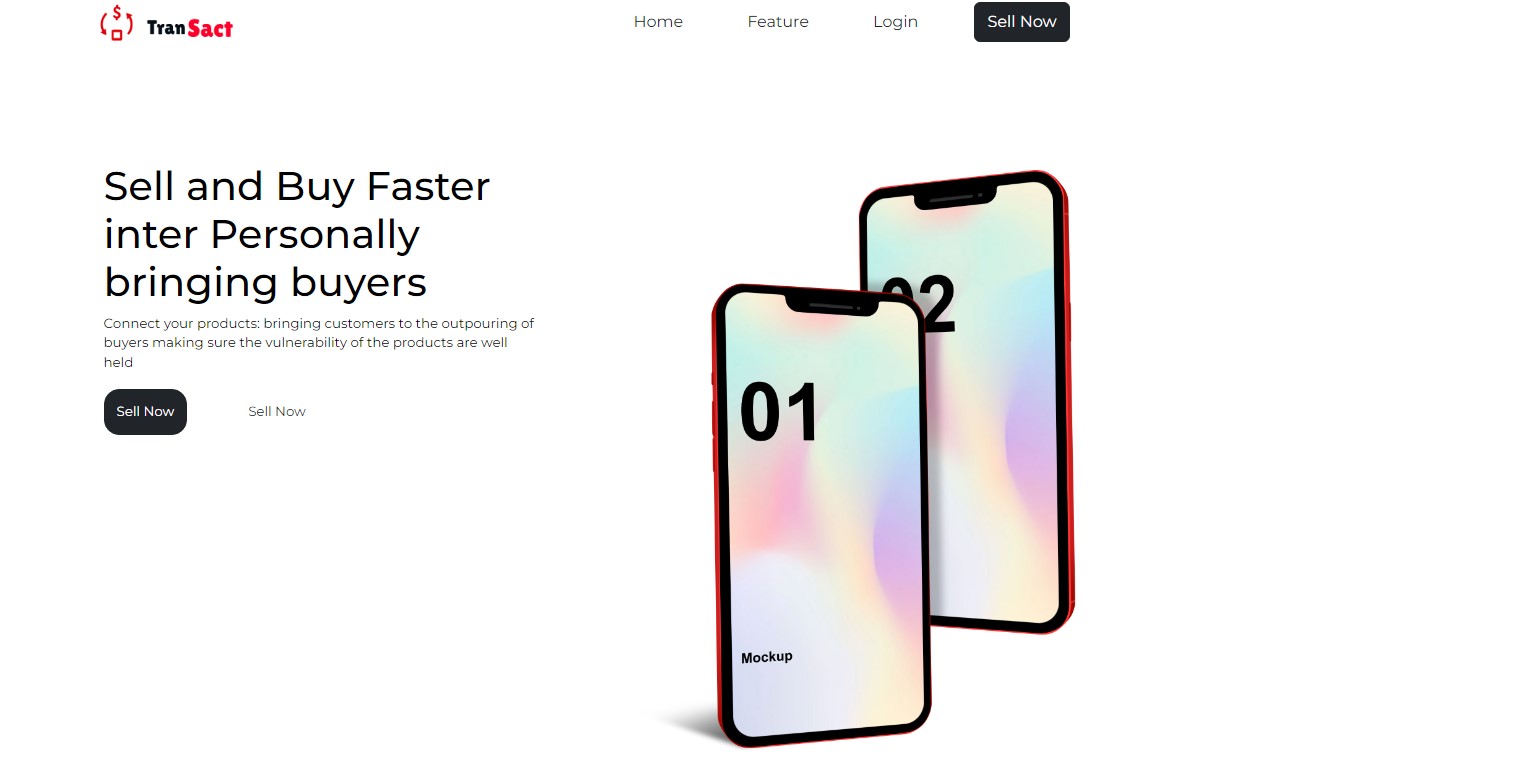 $
TranSact
Home
Feature
Login
Sell Now
Sell and Buy Faster
inter Personally
bringing buyers
Connect your products: bringing customers to the outpouring of
buyers making sure the vulnerability of the products are well
held
Sell Now
Sell Now
02
01
Mockup